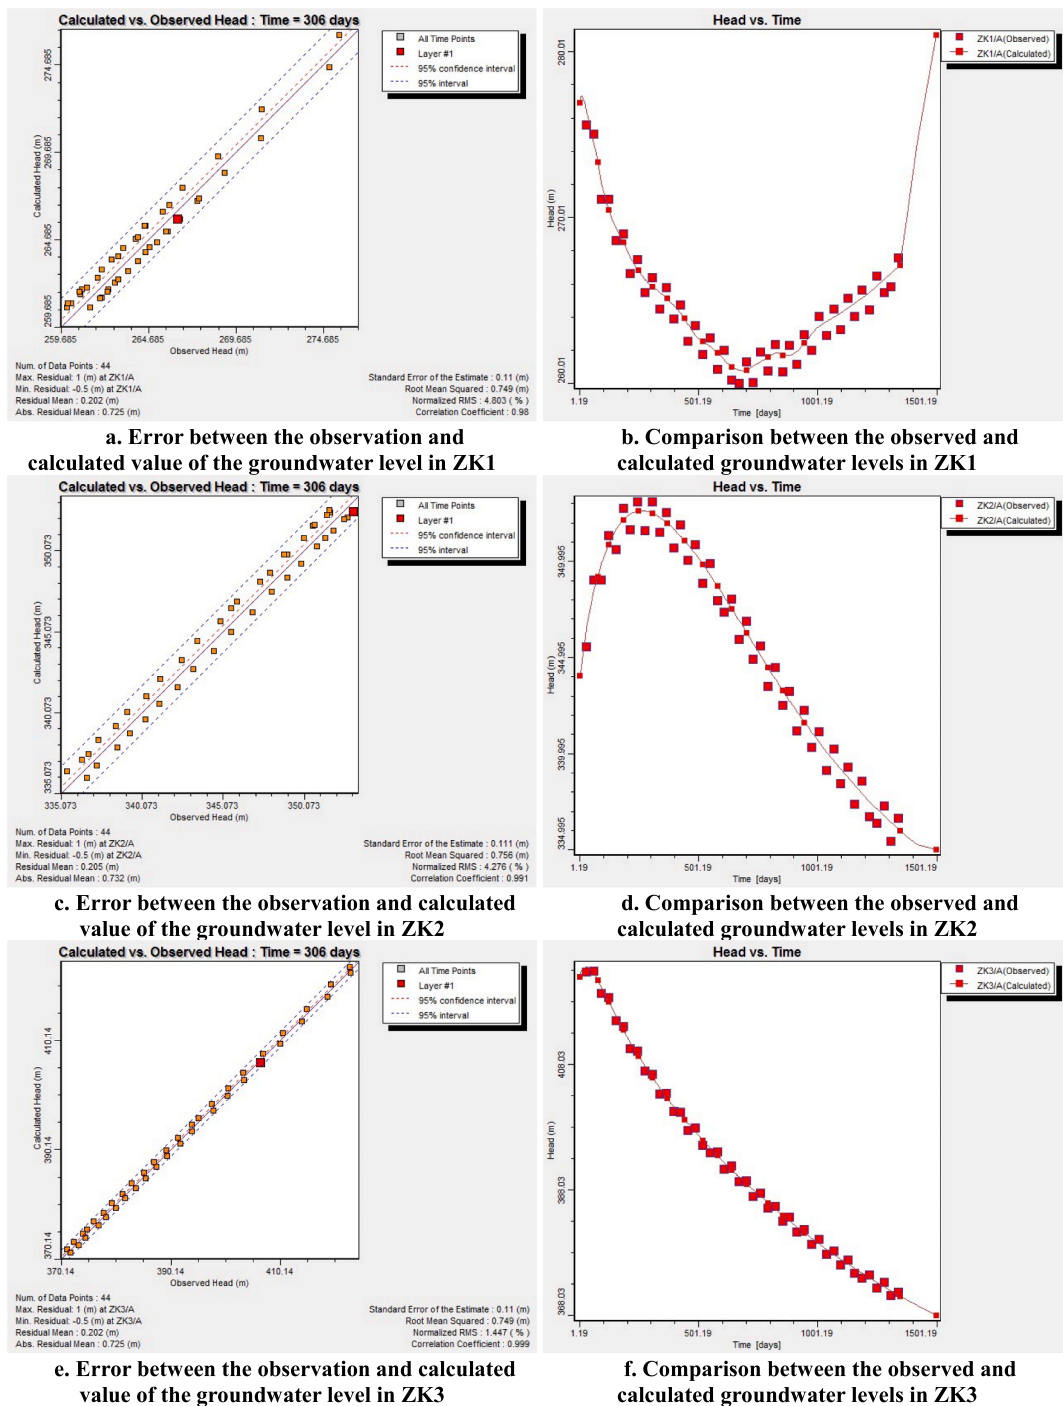 Calculated vs. Observed Head : Time = 306 days
274.685
269.685
264.685
259.685
Calculated Head (m)
259.685 264.685 269.685 274.685
Observed Head (m)
All Time Points
Layer #1
95% confidence interval
95% interval
Num. of Data Points : 44
Max. Residual: 1 (m) at ZK1/A
Min. Residual: -0.5 (m) at ZK1/A
Residual Mean : 0.202 (m)
Abs. Residual Mean : 0.725 (m)
Standard Error of the Estimate : 0.11 (m)
Root Mean Squared : 0.749 (m)
Normalized RMS : 4.803 ( % )
Correlation Coefficient : 0.98
Head vs. Time
280.01
270.01
260.01
Head (m)
1.19 501.19 1001.19 1501.19
Time [days]
ZK1/A(Observed)
ZK1/A(Calculated)
a. Error between the observation and
calculated value of the groundwater level in ZK1
b. Comparison between the observed and
calculated groundwater levels in ZK1
Calculated vs. Observed Head : Time = 306 days
350.073
345.073
340.073
335.073
Calculated Head (m)
335.073 340.073 345.073 350.073
Observed Head (m)
All Time Points
Layer #1
95% confidence interval
95% interval
Num. of Data Points : 44
Max. Residual: 1 (m) at ZK2/A
Min. Residual: -0.5 (m) at ZK2/A
Residual Mean : 0.205 (m)
Abs. Residual Mean : 0.732 (m)
Standard Error of the Estimate : 0.111 (m)
Root Mean Squared : 0.756 (m)
Normalized RMS : 4.276 ( % )
Correlation Coefficient : 0.991
Head vs. Time
349.995
344.995
339.995
334.995
Head (m)
1.19 501.19 1001.19 1501.19
Time [days]
ZK2/A(Observed)
ZK2/A(Calculated)
c. Error between the observation and calculated
value of the groundwater level in ZK2
d. Comparison between the observed and
calculated groundwater levels in ZK2
Calculated vs. Observed Head : Time = 306 days
410.14
390.14
370.14
Calculated Head (m)
370.14 390.14 410.14
Observed Head (m)
All Time Points
Layer #1
95% confidence interval
95% interval
Num. of Data Points : 44
Max. Residual: 1 (m) at ZK3/A
Min. Residual: -0.5 (m) at ZK3/A
Residual Mean : 0.202 (m)
Abs. Residual Mean : 0.725 (m)
Standard Error of the Estimate : 0.11 (m)
Root Mean Squared : 0.749 (m)
Normalized RMS : 1.447 ( % )
Correlation Coefficient : 0.999
Head vs. Time
408.03
388.03
368.03
Head (m)
1.19 501.19 1001.19 1501.19
Time [days]
ZK3/A(Observed)
ZK3/A(Calculated)
e. Error between the observation and calculated
value of the groundwater level in ZK3
f. Comparison between the observed and
calculated groundwater levels in ZK3